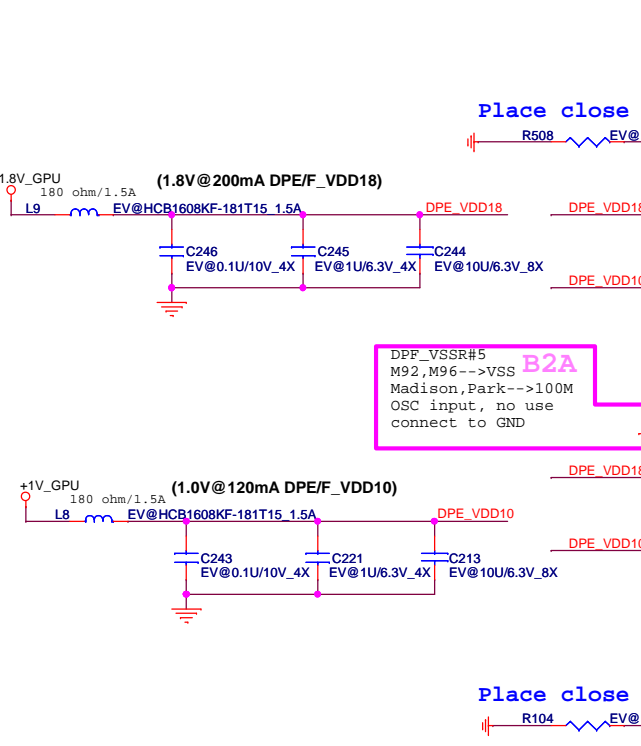 Place close
R508
EV@
1.8V_GPU
180 ohm/1.5A
(1.8V@200mA DPE/F_VDD18)
L9
EV@HCB1608KF-181T15_1.5A
DPE_VDD18
DPE_VDD18
C246
EV@0.1U/10V_4X
C245
EV@1U/6.3V_4X
C244
EV@10U/6.3V_8X
DPE_VDD10
DPF_VSSR#5
M92,M96-->VSS
B2A
Madison,Park-->100M
OSC input, no use
connect to GND
DPE_VDD18
+1V_GPU
180 ohm/1.5A
(1.0V@120mA DPE/F_VDD10)
L8
EV@HCB1608KF-181T15_1.5A
DPE_VDD10
DPE_VDD10
C243
EV@0.1U/10V_4X
C221
EV@1U/6.3V_4X
C213
EV@10U/6.3V_8X
Place close
R104
EV@